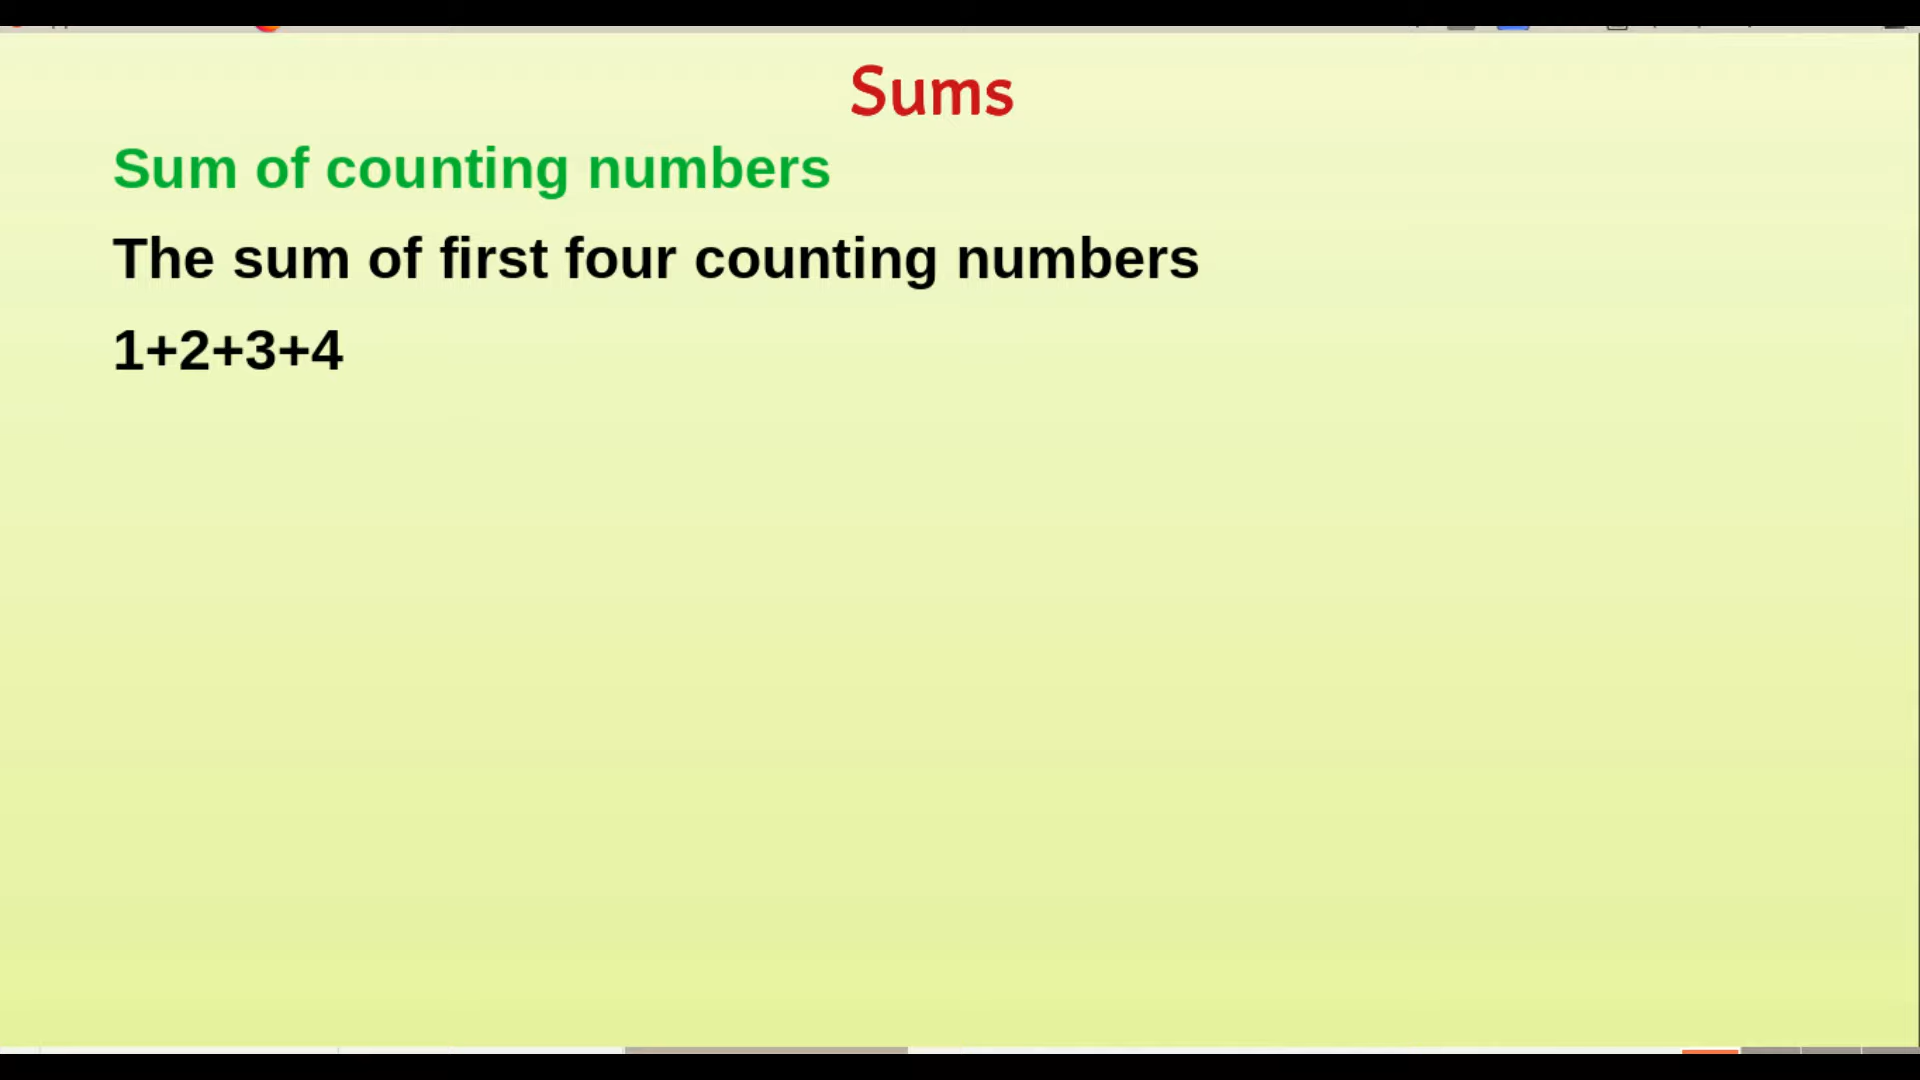 Sums
Sum of counting numbers
The sum of first four counting numbers
1+2+3+4